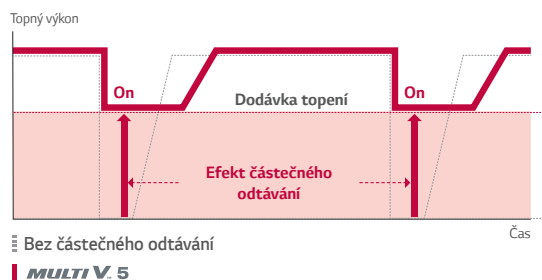 Topný výkon
On
On
Dodávka topení
Efekt částečného
odtávání
Čas
Bez částečného odtávání
MULTI V. 5